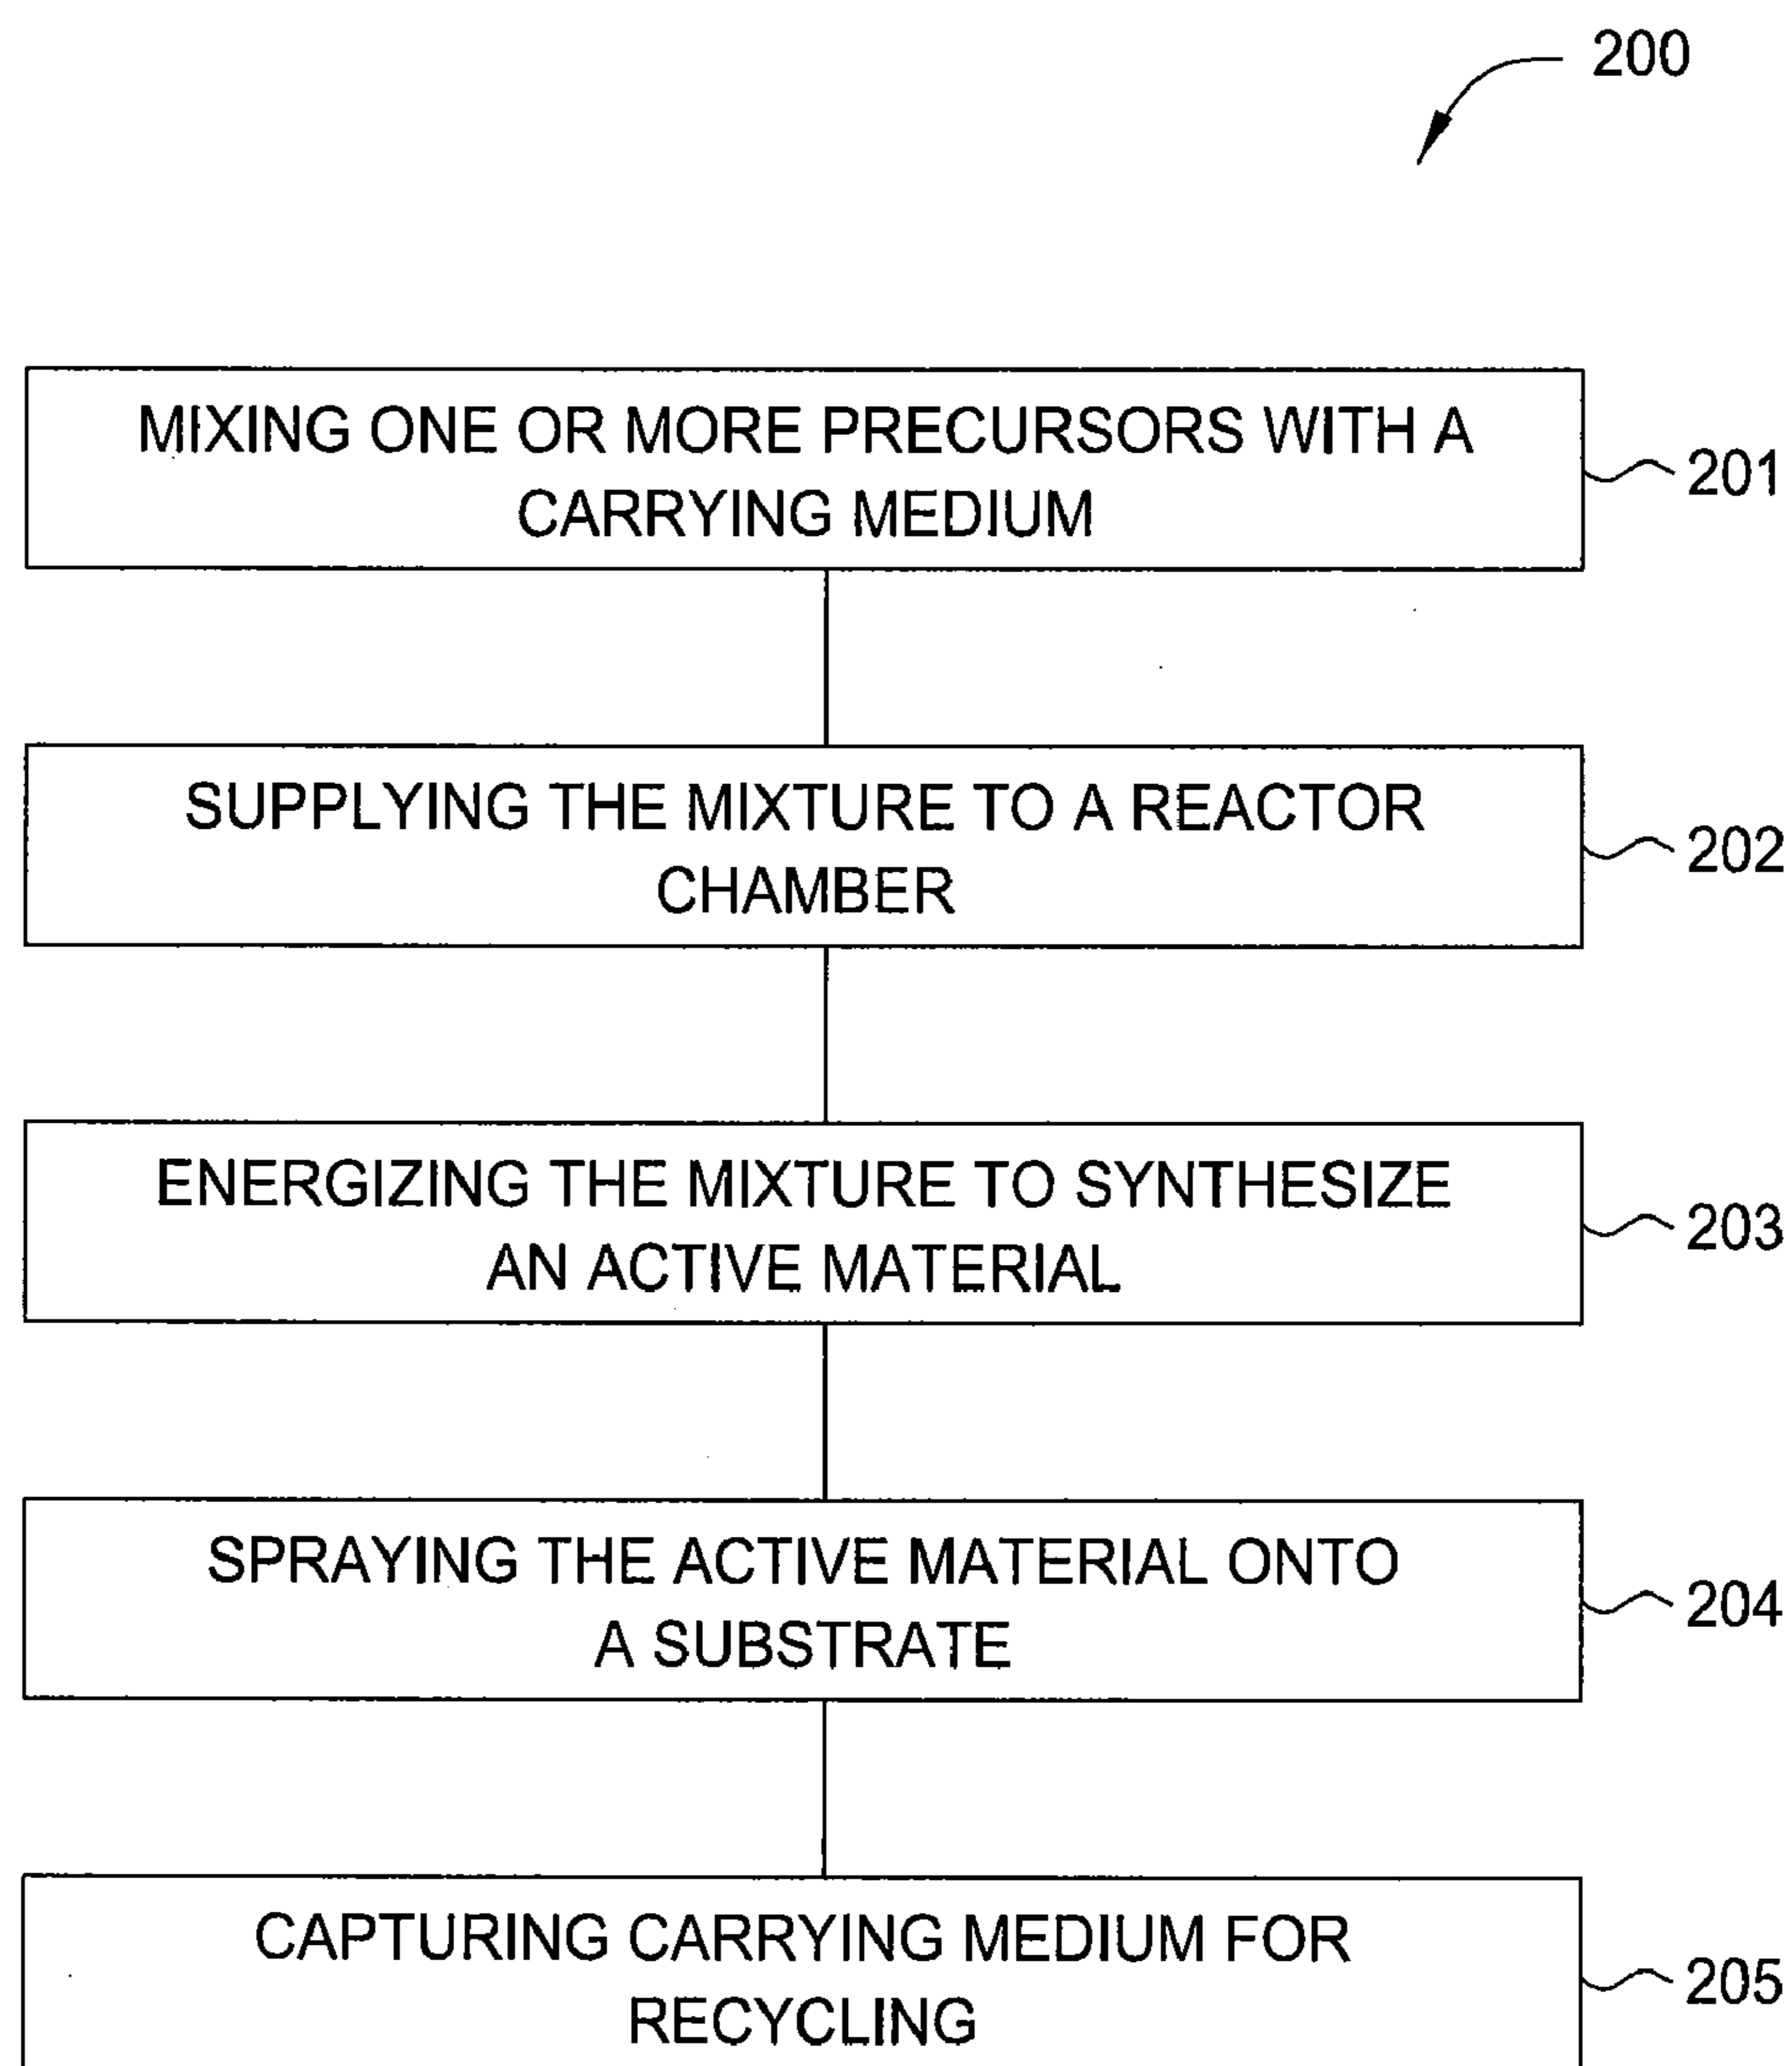 200
MIXING ONE OR MORE PRECURSORS WITH A
CARRYING MEDIUM
201
SUPPLYING THE MIXTURE TO A REACTOR
CHAMBER
202
ENERGIZING THE MIXTURE TO SYNTHESIZE
AN ACTIVE MATERIAL
203
SPRAYING THE ACTIVE MATERIAL ONTO
A SUBSTRATE
204
CAPTURING CARRYING MEDIUM FOR
RECYCLING
205